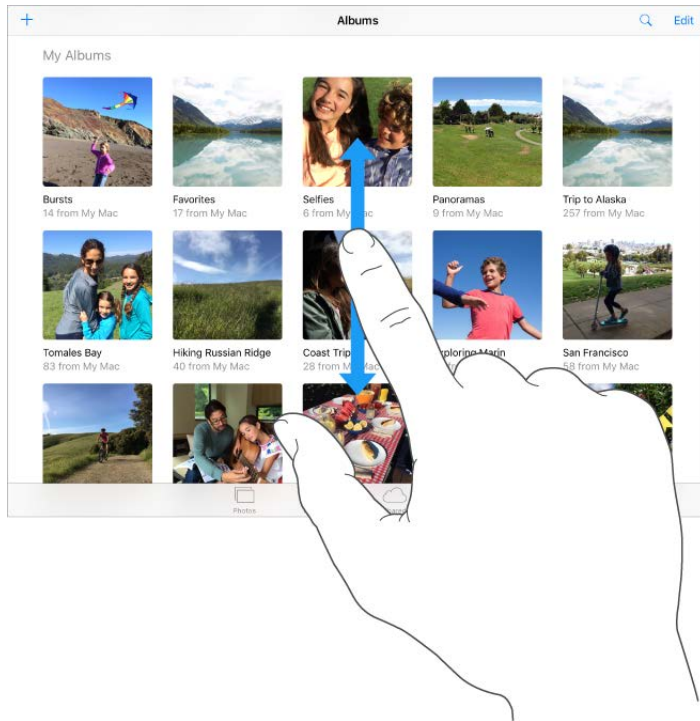 Albums
Edit
My Albums
Bursts
14 from My Mac
Favorites
17 from My Mac
Selfies
6 from My
Panoramas
9 from My Mac
Trip to Alaska
257 from My Mac
Tomales Bay
83 from My Mac
Hiking Russian Ridge
40 from My Mac
Coast Trip
28 from Mac
Marin
San Francisco
58 from My Mac
Photos